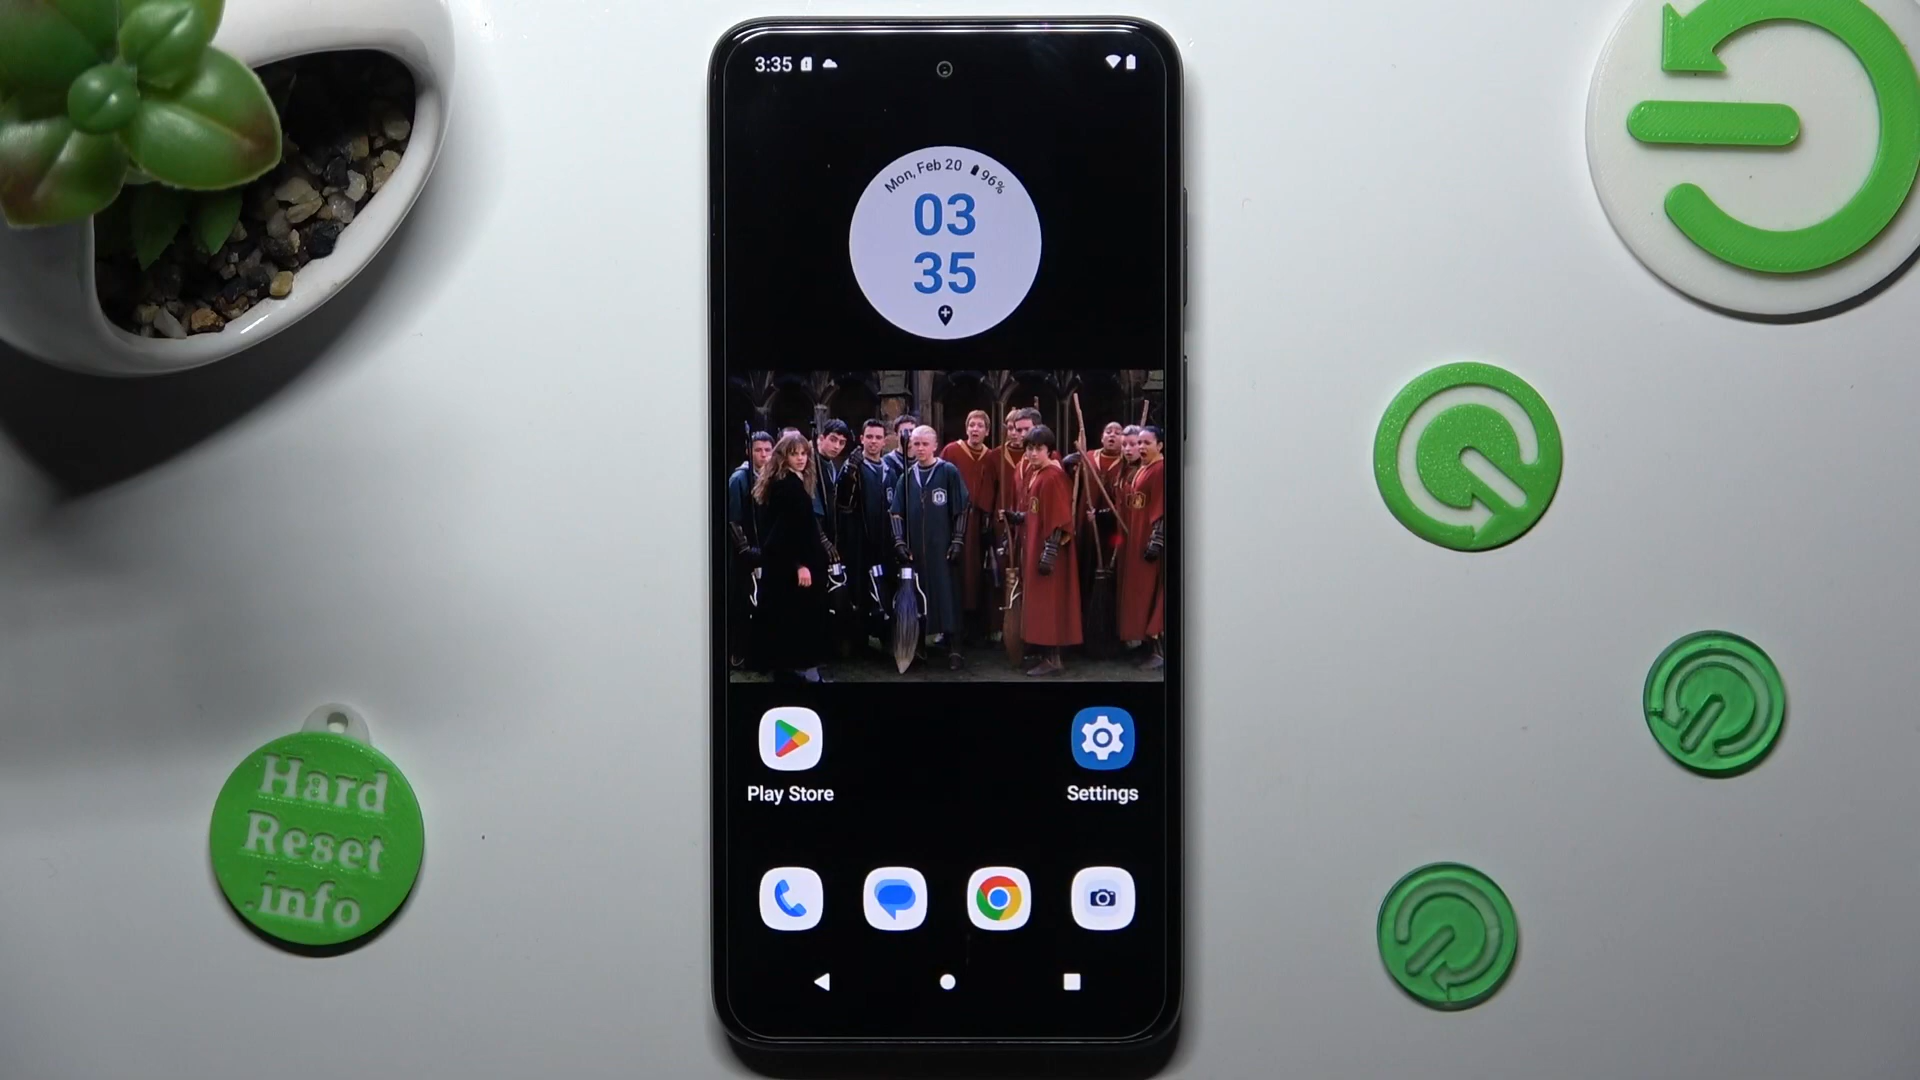 3:35
Mon, Feb 20 96%
03
35
Play Store
Settings
Hard
Reset
.info